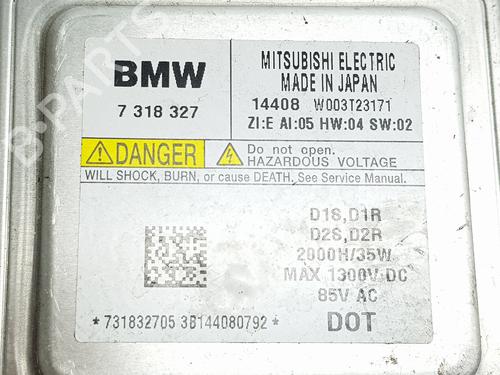 BMW
7 318 327
MITSUBISHI ELECTRIC
MADE IN JAPAN
14408 W003T23171
ZI:E AI:05 HW:04 SW:02
DANGER
Do not open.
HAZARDOUS VOLTAGE
WILL SHOCK, BURN, or cause DEATH. See Service Manual.
D1S,D1R
D2S,D2R
2000H/35W
MAX 1300V DC
85V AC
*731832705 3B144080792*
DOT